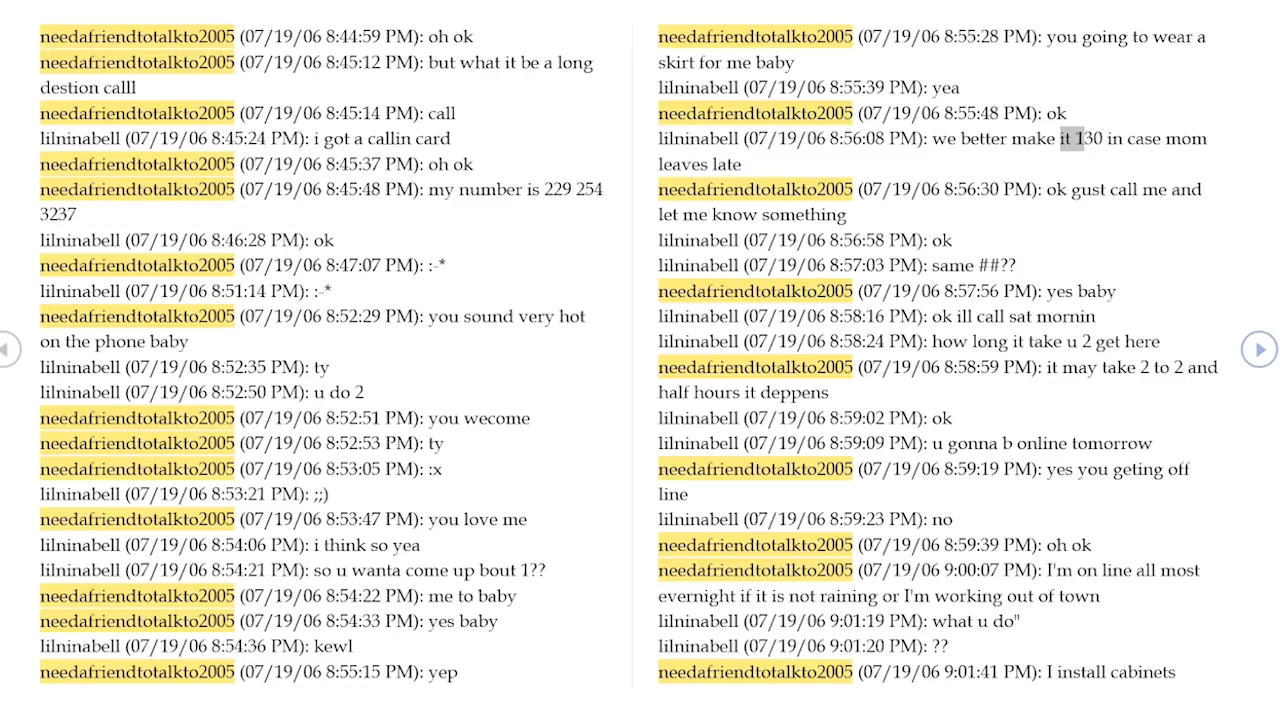 needafriendtotalkto2005 (07/19/06 8:44:59 PM): oh ok
needafriendtotalkto2005 (07/19/06 8:45:12 PM): but what it be a long
destion calll
needafriendtotalkto2005 (07/19/06 8:45:14 PM): call
lilninabell (07/19/06 8:45:24 PM): i got a callin card
needafriendtotalkto2005 (07/19/06 8:45:37 PM): oh ok
needafriendtotalkto2005 (07/19/06 8:45:48 PM): my number is 229 254
3237
lilninabell (07/19/06 8:46:28 PM): ok
needafriendtotalkto2005 (07/19/06 8:47:07 PM): :-*
lilninabell (07/19/06 8:51:14 PM): :-*
needafriendtotalkto2005 (07/19/06 8:52:29 PM): you sound very hot
on the phone baby
lilninabell (07/19/06 8:52:35 PM): ty
lilninabell (07/19/06 8:52:50 PM): u do 2
needafriendtotalkto2005 (07/19/06 8:52:51 PM): you wecome
needafriendtotalkto2005 (07/19/06 8:52:53 PM): ty
needafriendtotalkto2005 (07/19/06 8:53:05 PM): :x
lilninabell (07/19/06 8:53:21 PM): ;;)
needafriendtotalkto2005 (07/19/06 8:53:47 PM): you love me
lilninabell (07/19/06 8:54:06 PM): i think so yea
lilninabell (07/19/06 8:54:21 PM): so u wanta come up bout 1??
needafriendtotalkto2005 (07/19/06 8:54:22 PM): me to baby
needafriendtotalkto2005 (07/19/06 8:54:33 PM): yes baby
lilninabell (07/19/06 8:54:36 PM): kewl
needafriendtotalkto2005 (07/19/06 8:55:15 PM): yep
needafriendtotalkto2005 (07/19/06 8:55:28 PM): you going to wear a
skirt for me baby
lilninabell (07/19/06 8:55:39 PM): yea
needafriendtotalkto2005 (07/19/06 8:55:48 PM): ok
lilninabell (07/19/06 8:56:08 PM): we better make it 130 in case mom
leaves late
needafriendtotalkto2005 (07/19/06 8:56:30 PM): ok gust call me and
let me know something
lilninabell (07/19/06 8:56:58 PM): ok
lilninabell (07/19/06 8:57:03 PM): same ##??
needafriendtotalkto2005 (07/19/06 8:57:56 PM): yes baby
lilninabell (07/19/06 8:58:16 PM): ok ill call sat mornin
lilninabell (07/19/06 8:58:24 PM): how long it take u 2 get here
needafriendtotalkto2005 (07/19/06 8:58:59 PM): it may take 2 to 2 and
half hours it deppens
lilninabell (07/19/06 8:59:02 PM): ok
lilninabell (07/19/06 8:59:09 PM): u gonna b online tomorrow
needafriendtotalkto2005 (07/19/06 8:59:19 PM): yes you geting off
line
lilninabell (07/19/06 8:59:23 PM): no
needafriendtotalkto2005 (07/19/06 8:59:39 PM): oh ok
needafriendtotalkto2005 (07/19/06 9:00:07 PM): I'm on line all most
evernight if it is not raining or I'm working out of town
lilninabell (07/19/06 9:01:19 PM): what u do"
lilninabell (07/19/06 9:01:20 PM): ??
needafriendtotalkto2005 (07/19/06 9:01:41 PM): I install cabinets